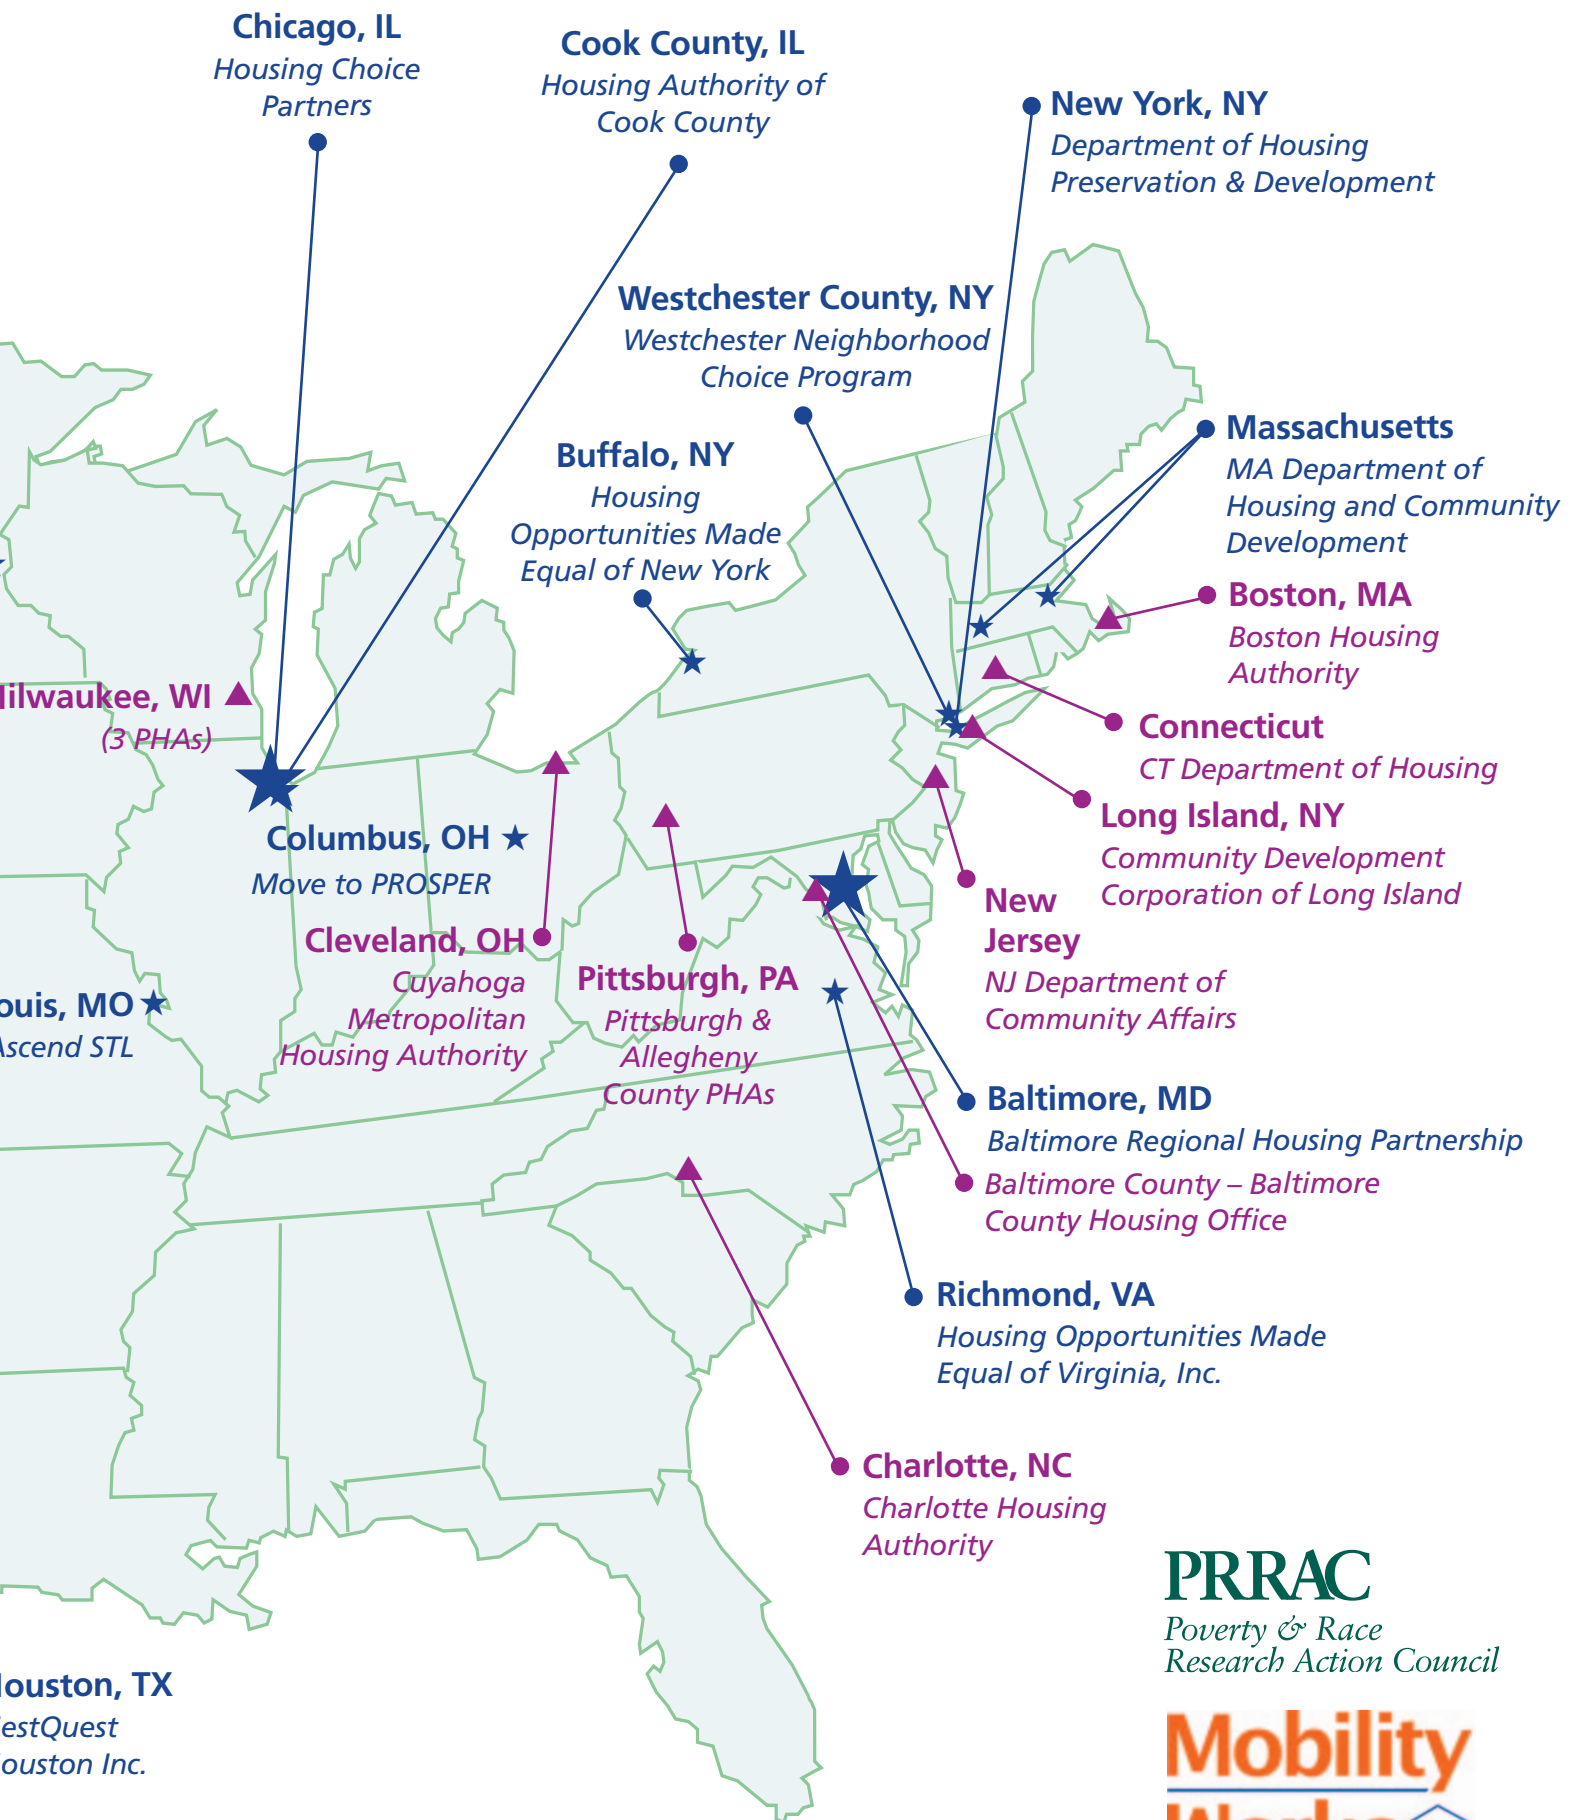 Chicago, IL
Housing Choice
Partners
Cook County, IL
Housing Authority of
Cook County
New York, NY
Department of Housing
Preservation & Development
Westchester County, NY
Westchester Neighborhood
Choice Program
Buffalo, NY
Housing
Opportunities Made
Equal of New York
Massachusetts
MA Department of
Housing and Community
Development
Boston, MA
Boston Housing
Authority
ilwaukee, WI
(3 PHAs)
Connecticut
CT Department of Housing
Long Island, NY
Community Development
Corporation of Long Island
Columbus, OH
Move to PROSPER
New
Jersey
NJ Department of
Community Affairs
Cleveland, OH
Cuyahoga
Metropolitan
Housing Authority
Pittsburgh, PA
Pittsburgh &
Allegheny
County PHAs
ouis, MO
Ascend STL
Baltimore, MD
Baltimore Regional Housing Partnership
Baltimore County – Baltimore
County Housing Office
Richmond, VA
Housing Opportunities Made
Equal of Virginia, Inc.
Charlotte, NC
Charlotte Housing
Authority
PRRAC
Poverty & Race
Research Action Council
ouston, TX
estQuest
ouston Inc.
Mobility
Works